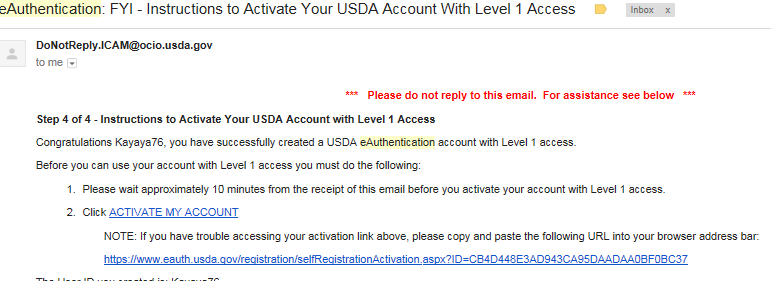 eAuthentication: FYI - Instructions to Activate Your USDA Account With Level 1 Access Inbox x
DoNotReply.ICAM@ocio.usda.gov
to me
*** Please do not reply to this email. For assistance see below ***
Step 4 of 4 - Instructions to Activate Your USDA Account with Level 1 Access
Congratulations Kayaya76, you have successfully created a USDA eAuthentication account with Level 1 access.
Before you can use your account with Level 1 access you must do the following:
1. Please wait approximately 10 minutes from the receipt of this email before you activate your account with Level 1 access.
2. Click ACTIVATE MY ACCOUNT
NOTE: If you have trouble accessing your activation link above, please copy and paste the following URL into your browser address bar:
https://www.eauth.usda.gov/registration/selfRegistrationActivation.aspx?ID=CB4D448E3AD943CA95DAADAA0BF0BC37
The User ID you created is: Kayaya76